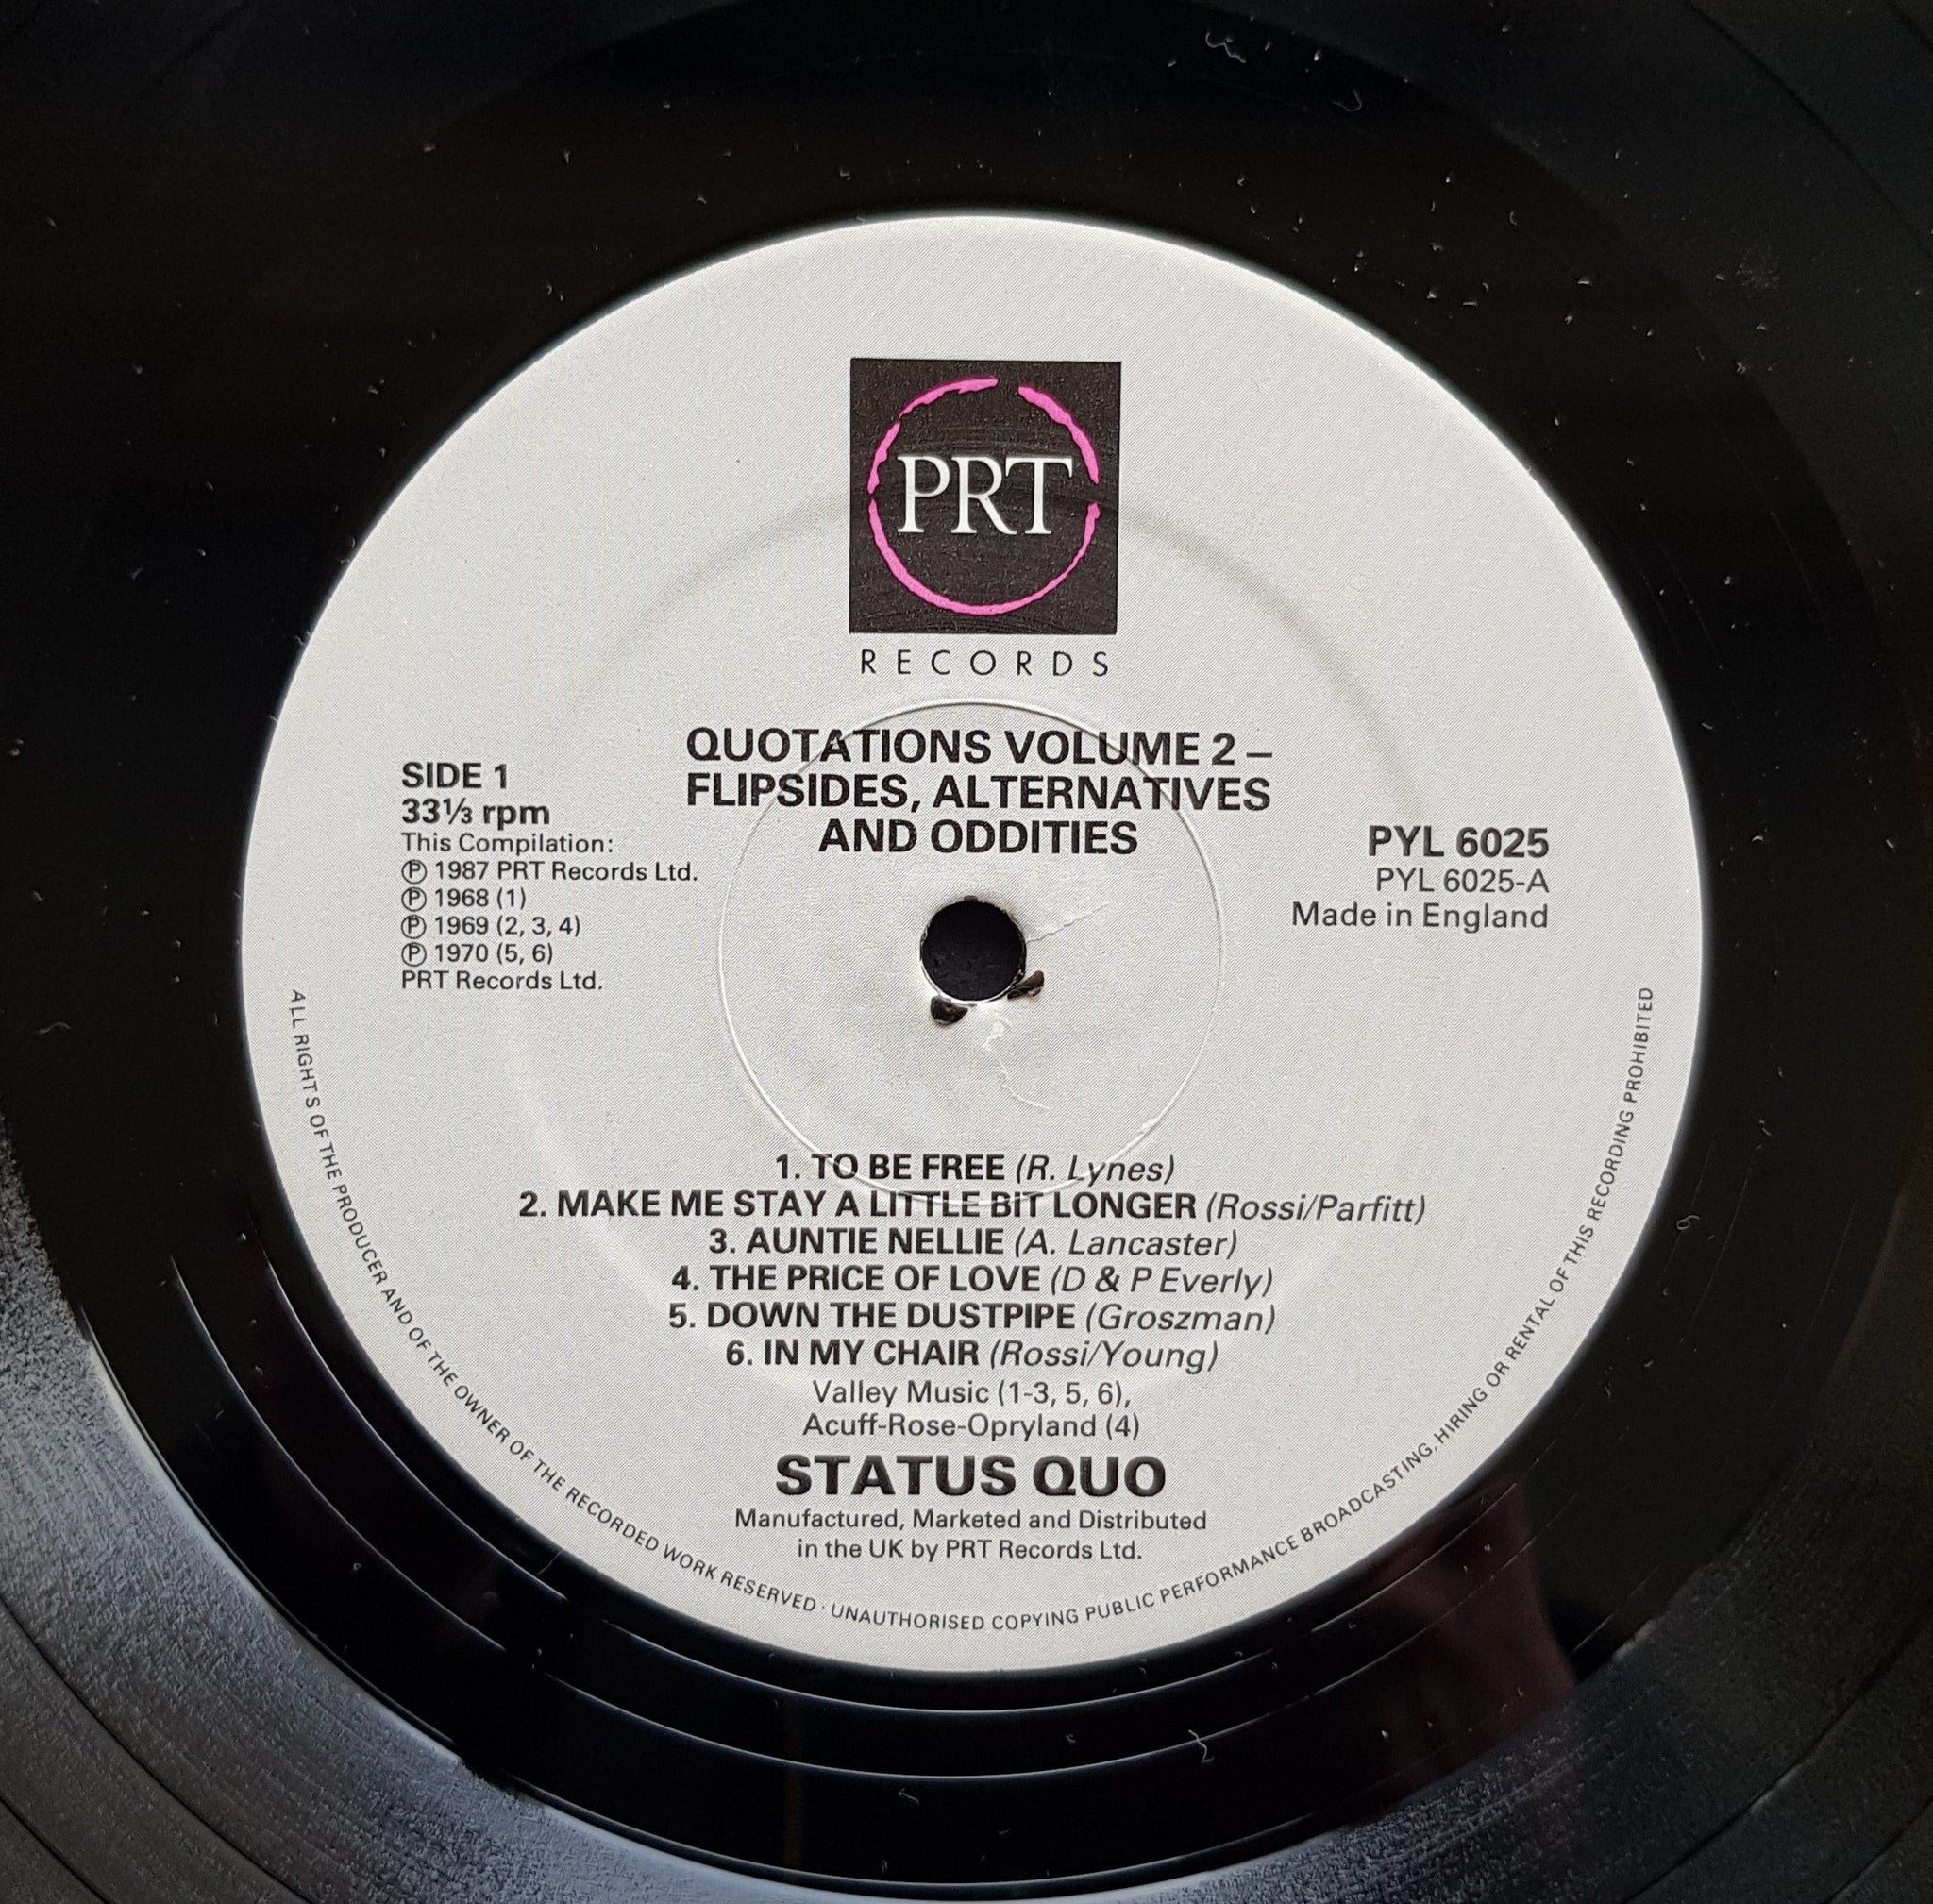 PRT
RECORDS
QUOTATIONS VOLUME 2 –
FLIPSIDES, ALTERNATIVES
AND ODDITIES
SIDE 1
33⅓ rpm
This Compilation:
Ⓟ 1987 PRT Records Ltd.
Ⓟ 1968 (1)
Ⓟ 1969 (2, 3, 4)
Ⓟ 1970 (5, 6)
PRT Records Ltd.
PYL 6025
PYL 6025-A
Made in England
1. TO BE FREE (R. Lynes)
2. MAKE ME STAY A LITTLE BIT LONGER (Rossi/Parfitt)
3. AUNTIE NELLIE (A. Lancaster)
4. THE PRICE OF LOVE (D & P Everly)
5. DOWN THE DUSTPIPE (Groszman)
6. IN MY CHAIR (Rossi/Young)
Valley Music (1-3, 5, 6),
Acuff-Rose-Opryland (4)
STATUS QUO
Manufactured, Marketed and Distributed
in the UK by PRT Records Ltd.
ALL RIGHTS OF THE PRODUCER AND OF THE OWNER OF THE RECORDED WORK RESERVED · UNAUTHORISED COPYING PUBLIC PERFORMANCE BROADCASTING, HIRING OR RENTAL OF THIS RECORDING PROHIBITED